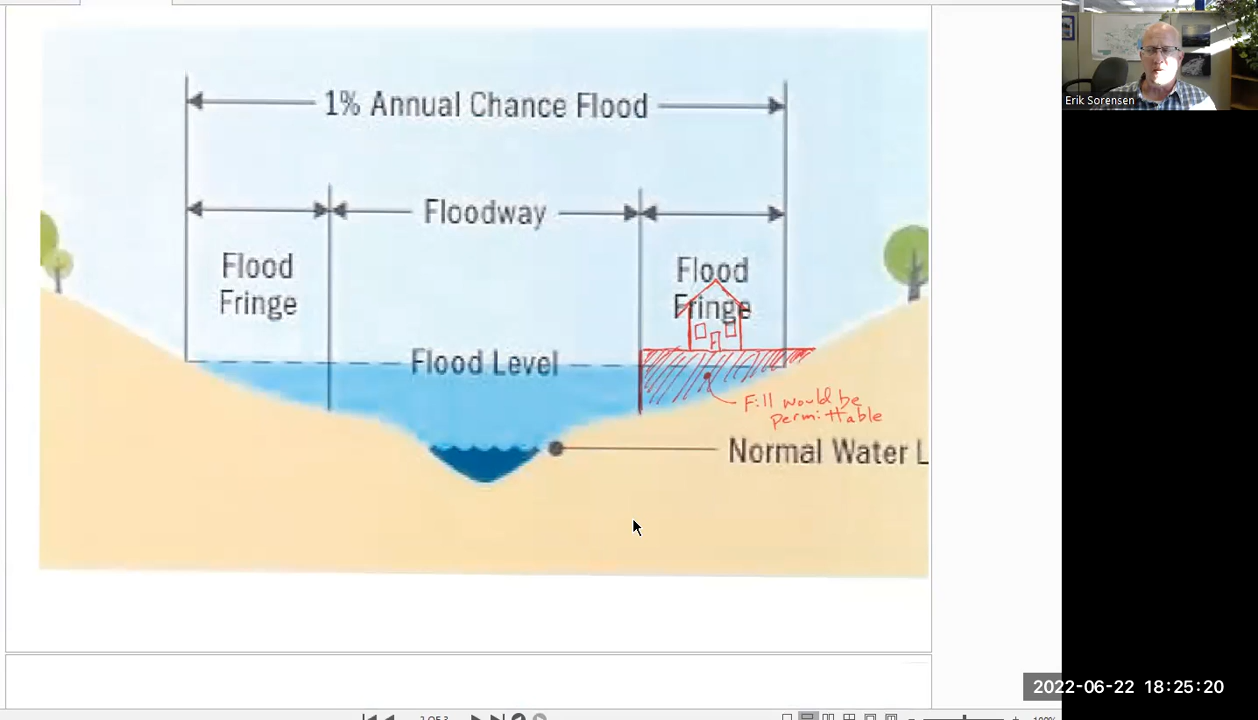 Erik Sorensen
1% Annual Chance Flood
Floodway
Flood
Fringe
Flood
Fringe
Flood Level
Fill would be
permittable
Normal Water L
2022-06-22 18:25:20
100%